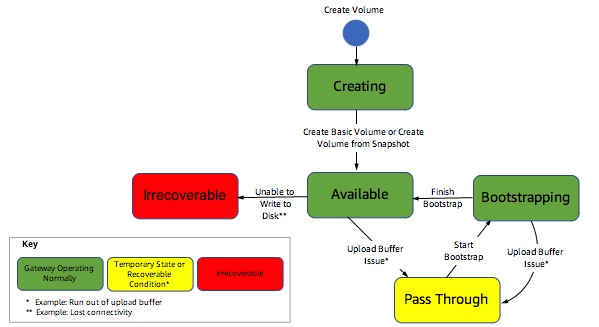 Create Volume
Creating
Create Basic Volume or Create
Volume from Snapshot
Irrecoverable
Unable to
Write to
Disk**
Available
Finish
Bootstrap
Bootstrapping
Upload Buffer
Issue*
Start
Bootstrap
Upload Buffer
Issue*
Pass Through
Key
Gateway Operating
Normally
Temporary State or
Recoverable
Condition*
Irrecoverable
* Example: Run out of upload buffer
** Example: Lost connectivity